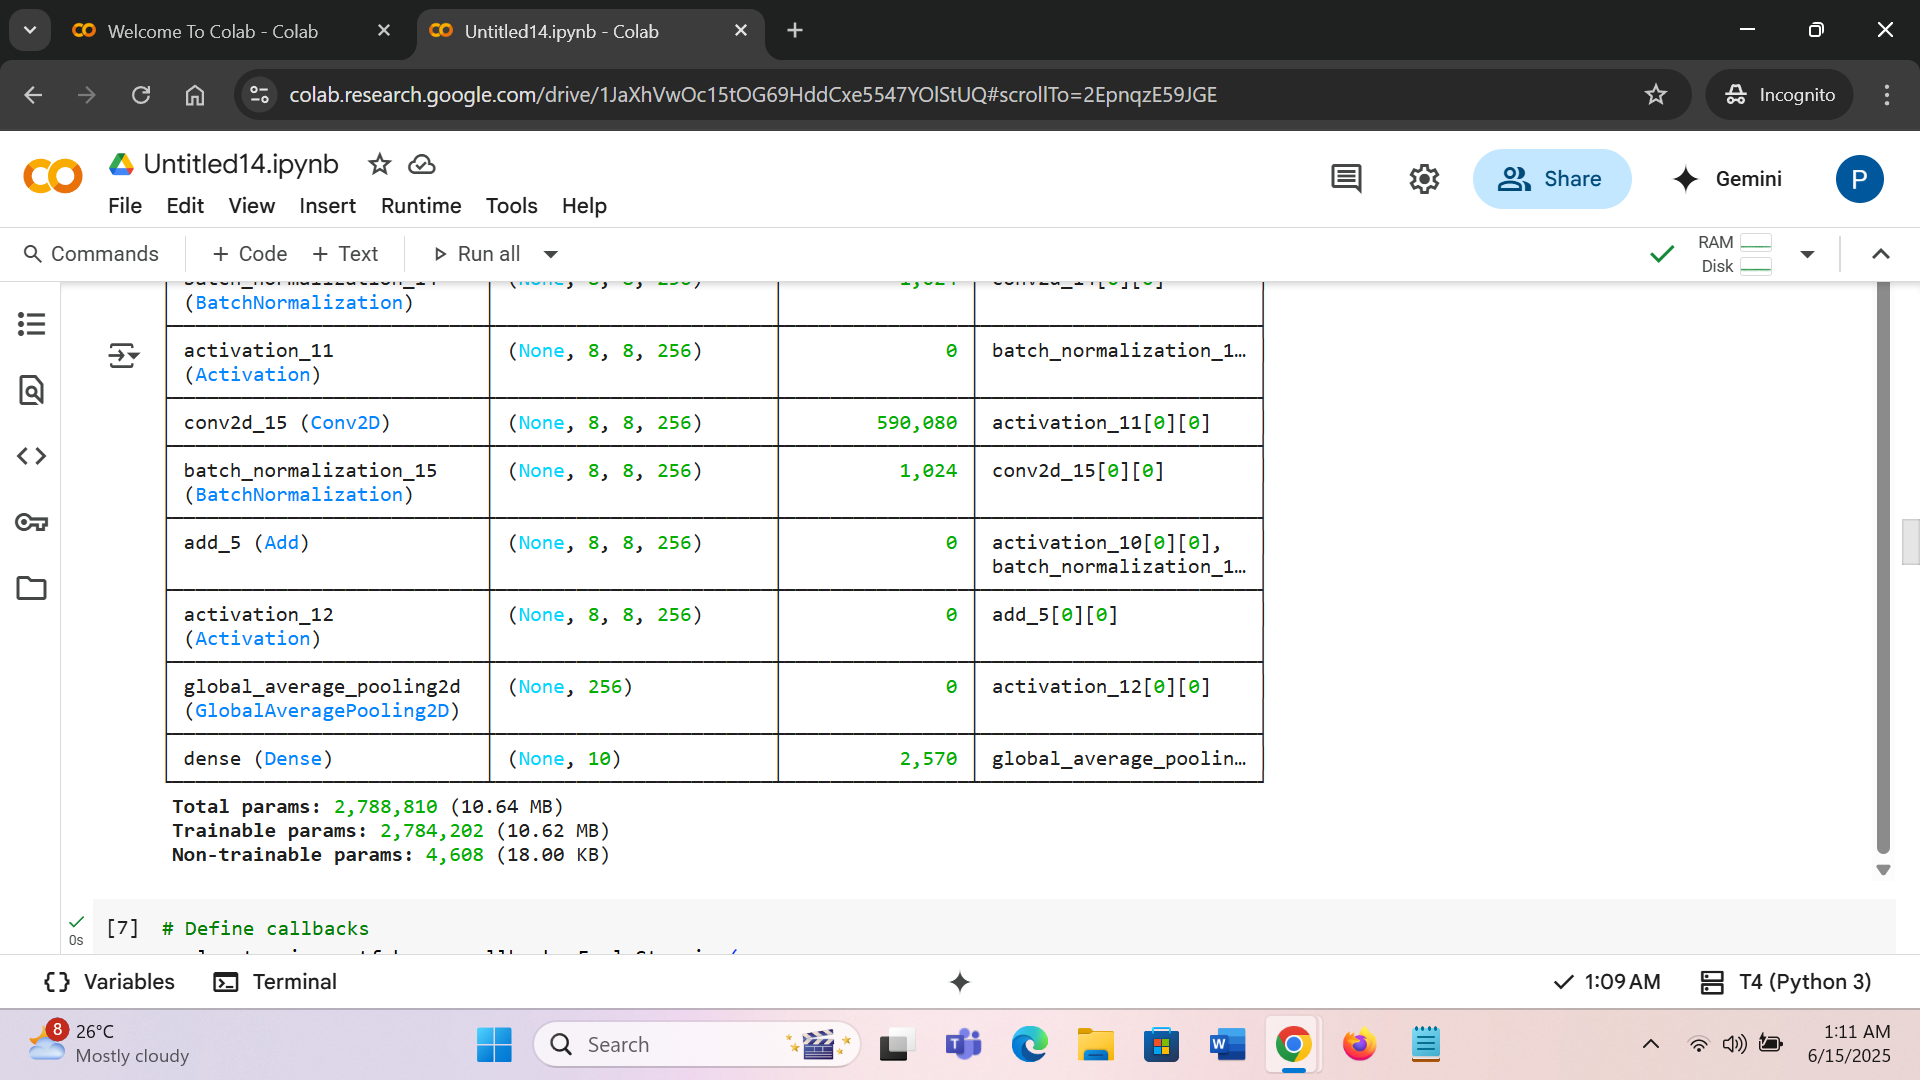 Welcome To Colab - Colab
Untitled14.ipynb - Colab
colab.research.google.com/drive/1JaXhVwOc15tOG69HddCxe5547YOlStUQ#scrollTo=2EpnqzE59JGE
Incognito
Untitled14.ipynb
Share
Gemini
P
File Edit View Insert Runtime Tools Help
Commands + Code + Text Run all
RAM
Disk
(BatchNormalization)
activation_11 (None, 8, 8, 256) 0 batch_normalization_1…
(Activation)
conv2d_15 (Conv2D) (None, 8, 8, 256) 590,080 activation_11[0][0]
batch_normalization_15 (None, 8, 8, 256) 1,024 conv2d_15[0][0]
(BatchNormalization)
add_5 (Add) (None, 8, 8, 256) 0 activation_10[0][0],
batch_normalization_1…
activation_12 (None, 8, 8, 256) 0 add_5[0][0]
(Activation)
global_average_pooling2d (None, 256) 0 activation_12[0][0]
(GlobalAveragePooling2D)
dense (Dense) (None, 10) 2,570 global_average_poolin…
Total params: 2,788,810 (10.64 MB)
Trainable params: 2,784,202 (10.62 MB)
Non-trainable params: 4,608 (18.00 KB)
[7] # Define callbacks
0s
Variables Terminal
1:09 AM T4 (Python 3)
8
26°C
Mostly cloudy
Search
1:11 AM
6/15/2025